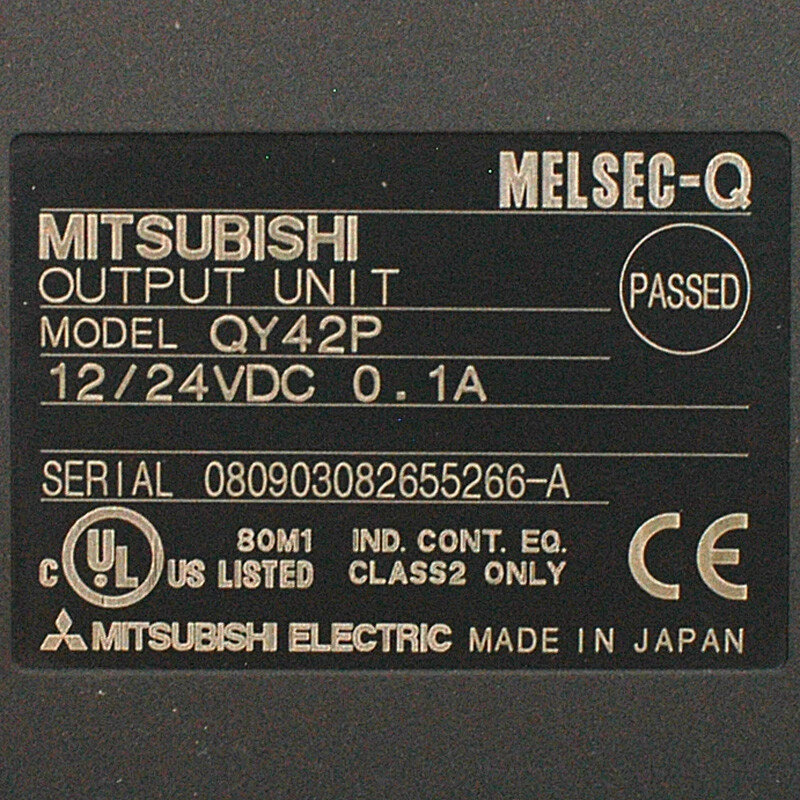 MELSEC-Q
MITSUBISHI
OUTPUT UNIT
PASSED
MODEL QY42P
12/24VDC 0.1A
SERIAL 080903082655266-A
C UL US LISTED 80M1 IND. CONT. EQ.
CLASS2 ONLY
CE
MITSUBISHI ELECTRIC MADE IN JAPAN